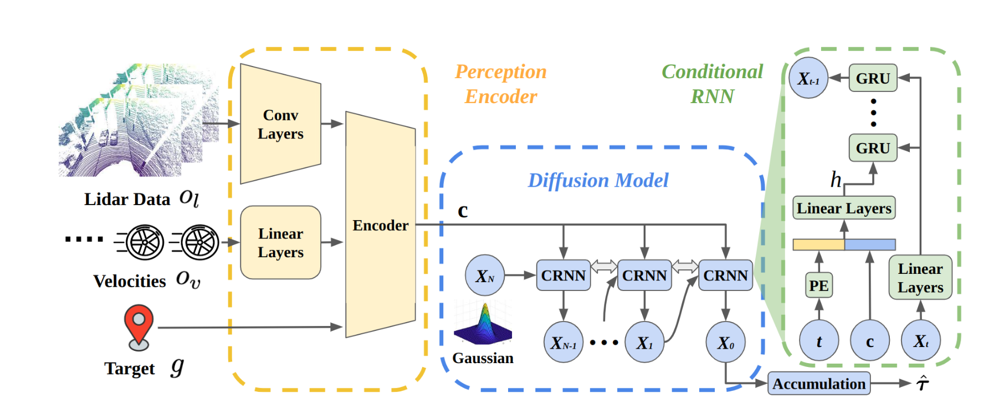 Perception
Encoder
Conditional
RNN
Conv
Layers
Lidar Data o_l
Linear
Layers
Velocities o_v
Target g
Encoder
Diffusion Model
c
X_N
Gaussian
CRNN
CRNN
CRNN
X_{N-1}
X_1
X_0
X_{t-1}
GRU
GRU
h
Linear Layers
PE
Linear
Layers
t
c
X_t
Accumulation
τ̂